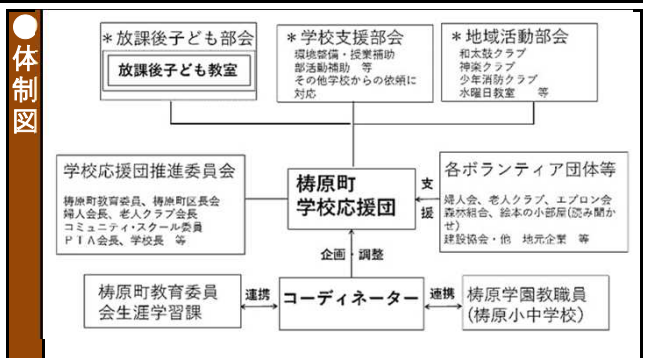 ●体制図
＊放課後子ども部会
放課後子ども教室
＊学校支援部会
環境整備・授業補助
部活動補助　等
その他学校からの依頼に
対応
＊地域活動部会
和太鼓クラブ
神楽クラブ
少年消防クラブ
水曜日教室　等
学校応援団推進委員会
梼原町教育委員、梼原町区長会
婦人会長、老人クラブ会長
コミュニティ・スクール委員
ＰＴＡ会長、学校長　等
梼原町
学校応援団
支援
各ボランティア団体等
婦人会、老人クラブ、エプロン会
森林組合、絵本の小部屋(読み聞か
せ)
建設協会・他　地元企業　等
企画・調整
梼原町教育委員
会生涯学習課
連携
コーディネーター
連携
梼原学園教職員
(梼原小中学校)